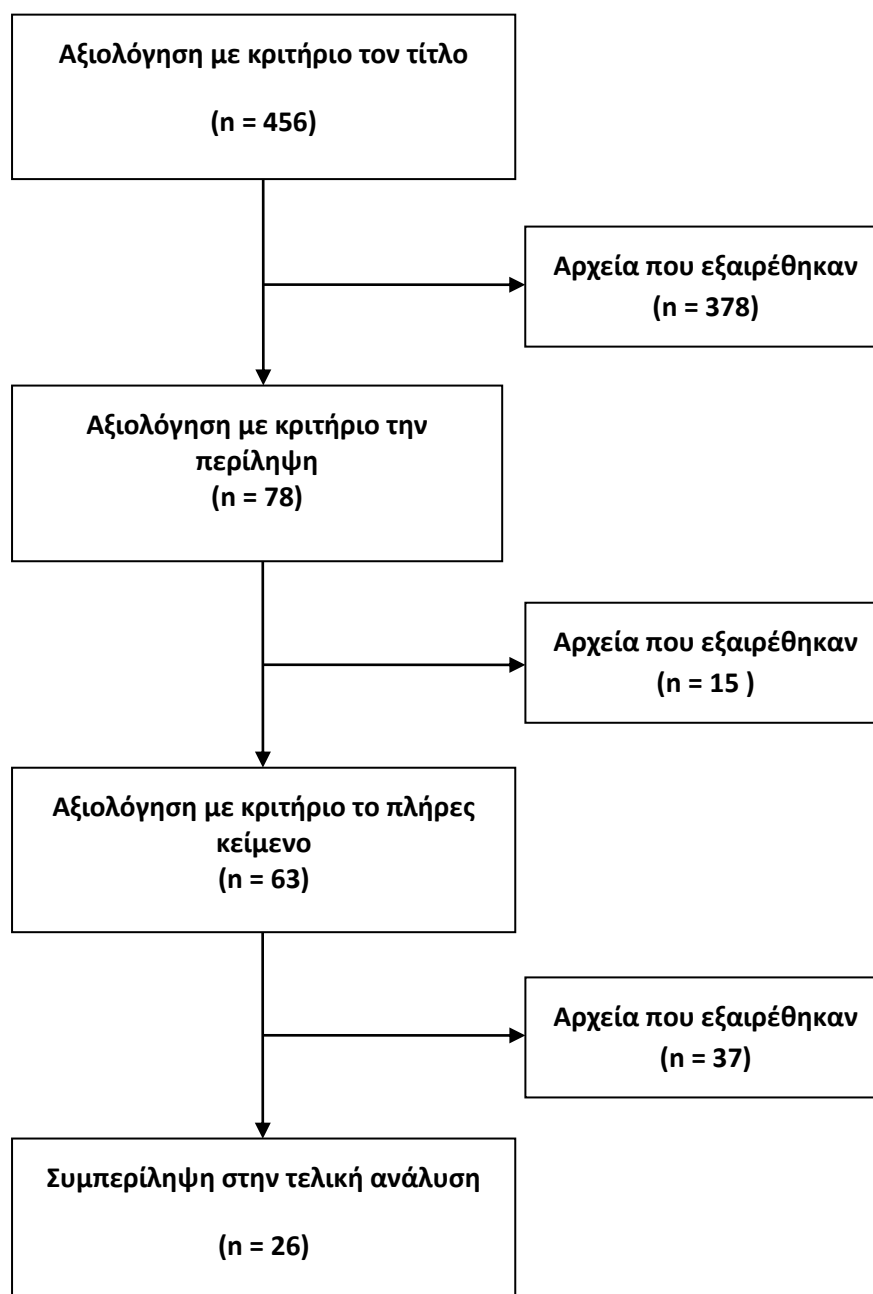 Αξιολόγηση με κριτήριο τον τίτλο
(n = 456)
Αρχεία που εξαιρέθηκαν
(n = 378)
Αξιολόγηση με κριτήριο την
περίληψη
(n = 78)
Αρχεία που εξαιρέθηκαν
(n = 15 )
Αξιολόγηση με κριτήριο το πλήρες
κείμενο
(n = 63)
Αρχεία που εξαιρέθηκαν
(n = 37)
Συμπερίληψη στην τελική ανάλυση
(n = 26)